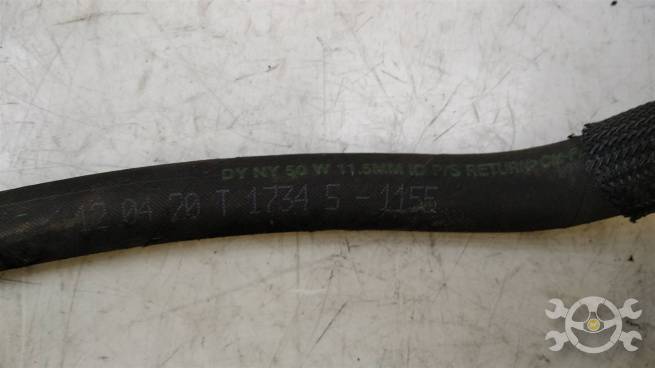 DY NY 50 W 11.5MM ID P/S RETURN
12 04 20 T 1734 5 - 1155